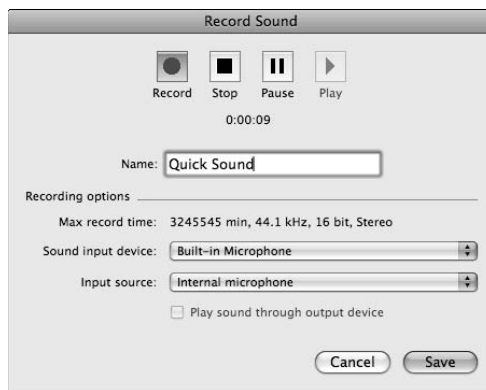 Record Sound
Record Stop Pause Play
0:00:09
Name: Quick Sound
Recording options
Max record time: 3245545 min, 44.1 kHz, 16 bit, Stereo
Sound input device: Built-in Microphone
Input source: Internal microphone
Play sound through output device
Cancel Save